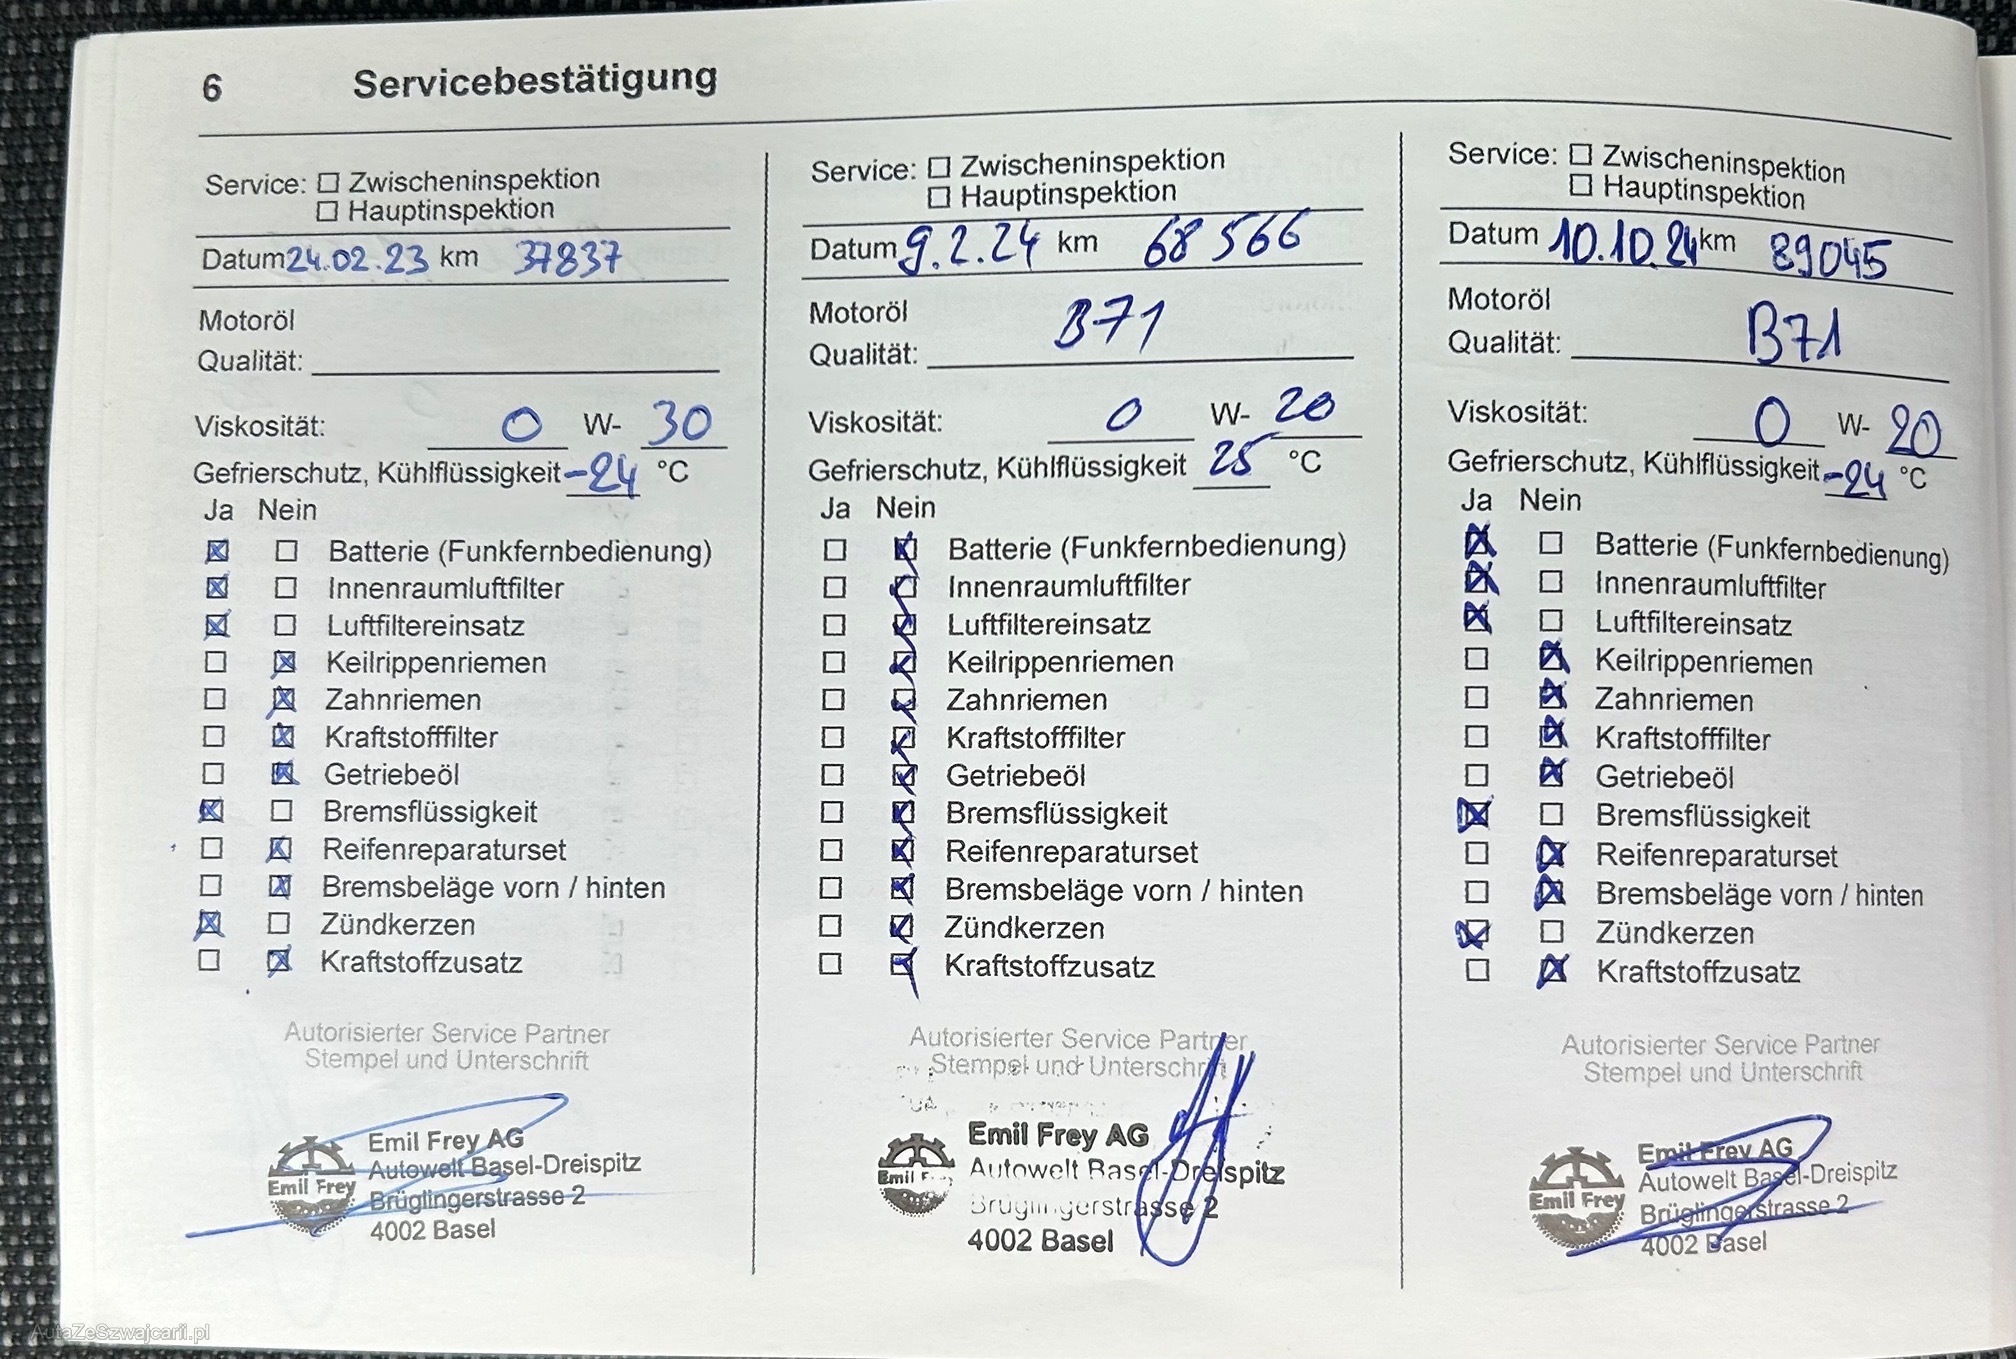 6 Servicebestätigung
Service: ☐ Zwischeninspektion
☐ Hauptinspektion
Datum 24.02.23 km 37837
Motoröl
Qualität:
Viskosität: 0 W- 30
Gefrierschutz, Kühlflüssigkeit -24 °C
Ja Nein
☒ ☐ Batterie (Funkfernbedienung)
☒ ☐ Innenraumluftfilter
☒ ☐ Luftfiltereinsatz
☐ ☒ Keilrippenriemen
☐ ☒ Zahnriemen
☐ ☒ Kraftstofffilter
☐ ☒ Getriebeöl
☒ ☐ Bremsflüssigkeit
☐ ☒ Reifenreparaturset
☐ ☒ Bremsbeläge vorn / hinten
☒ ☐ Zündkerzen
☐ ☒ Kraftstoffzusatz
Autorisierter Service Partner
Stempel und Unterschrift
Emil Frey
Emil Frey AG
Autowelt Basel-Dreispitz
Brüglingerstrasse 2
4002 Basel
Service: ☐ Zwischeninspektion
☐ Hauptinspektion
Datum 9.2.24 km 68 566
Motoröl
Qualität: B71
Viskosität: 0 W- 20
Gefrierschutz, Kühlflüssigkeit 25 °C
Ja Nein
☐ ☒ Batterie (Funkfernbedienung)
☐ ☒ Innenraumluftfilter
☐ ☒ Luftfiltereinsatz
☐ ☒ Keilrippenriemen
☐ ☒ Zahnriemen
☐ ☒ Kraftstofffilter
☐ ☒ Getriebeöl
☐ ☒ Bremsflüssigkeit
☐ ☒ Reifenreparaturset
☐ ☒ Bremsbeläge vorn / hinten
☐ ☒ Zündkerzen
☐ ☒ Kraftstoffzusatz
Autorisierter Service Partner
Stempel und Unterschrift
Emil Frey
Emil Frey AG
Autowelt Basel-Dreispitz
Brüglingerstrasse 2
4002 Basel
Service: ☐ Zwischeninspektion
☐ Hauptinspektion
Datum 10.10.24 km 89045
Motoröl
Qualität: B71
Viskosität: 0 W- 20
Gefrierschutz, Kühlflüssigkeit -24 °C
Ja Nein
☒ ☐ Batterie (Funkfernbedienung)
☒ ☐ Innenraumluftfilter
☒ ☐ Luftfiltereinsatz
☐ ☒ Keilrippenriemen
☐ ☒ Zahnriemen
☐ ☒ Kraftstofffilter
☐ ☒ Getriebeöl
☒ ☐ Bremsflüssigkeit
☐ ☒ Reifenreparaturset
☐ ☒ Bremsbeläge vorn / hinten
☒ ☐ Zündkerzen
☐ ☒ Kraftstoffzusatz
Autorisierter Service Partner
Stempel und Unterschrift
Emil Frey
Emil Frey AG
Autowelt Basel-Dreispitz
Brüglingerstrasse 2
4002 Basel
AutaZeSzwajcarii.pl